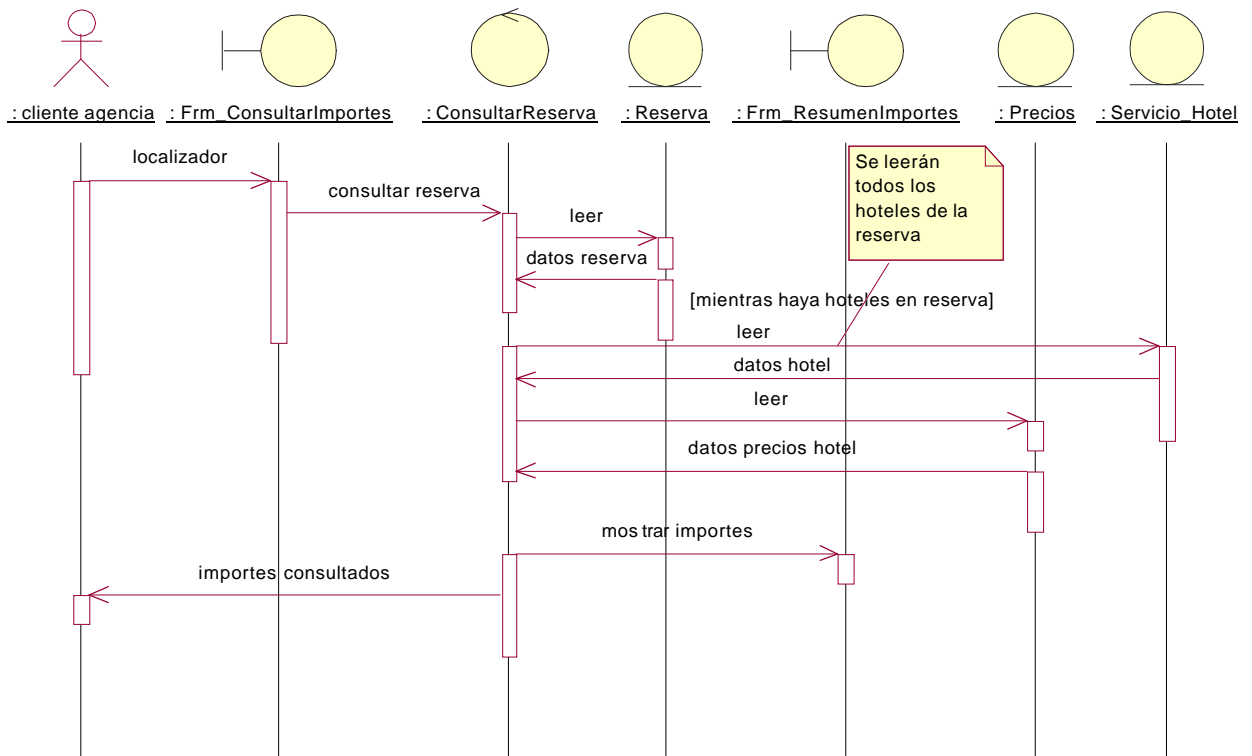 : cliente agencia
: Frm_ConsultarImportes
: ConsultarReserva
: Reserva
: Frm_ResumenImportes
: Precios
: Servicio_Hotel
localizador
Se leerán
todos los
hoteles de la
reserva
consultar reserva
leer
datos reserva
[mientras haya hoteles en reserva]
leer
datos hotel
leer
datos precios hotel
mos trar importes
importes consultados